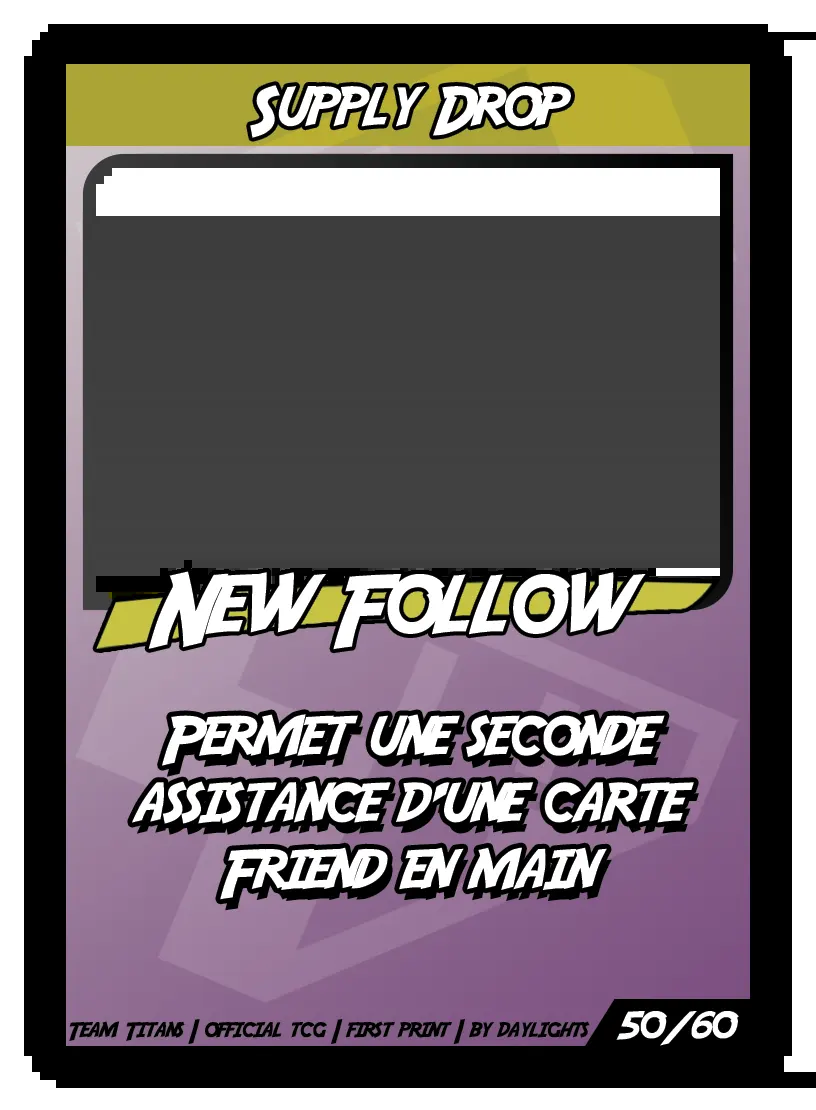 Supply Drop
New Follow
Permet une seconde
assistance d'une carte
Friend en main
Team Titans | official tcg | first print | by daylights
50/60